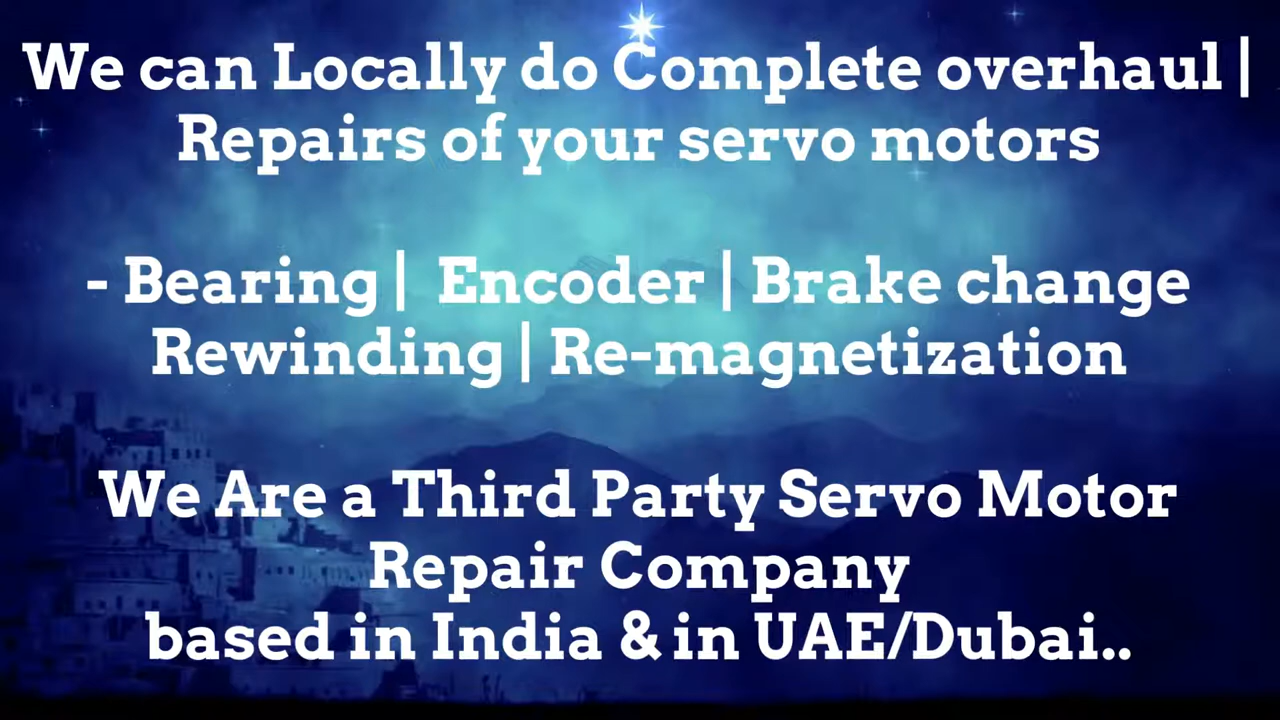 We can Locally do Complete overhaul |
Repairs of your servo motors
- Bearing | Encoder | Brake change
Rewinding | Re-magnetization
We Are a Third Party Servo Motor
Repair Company
based in India & in UAE/Dubai..